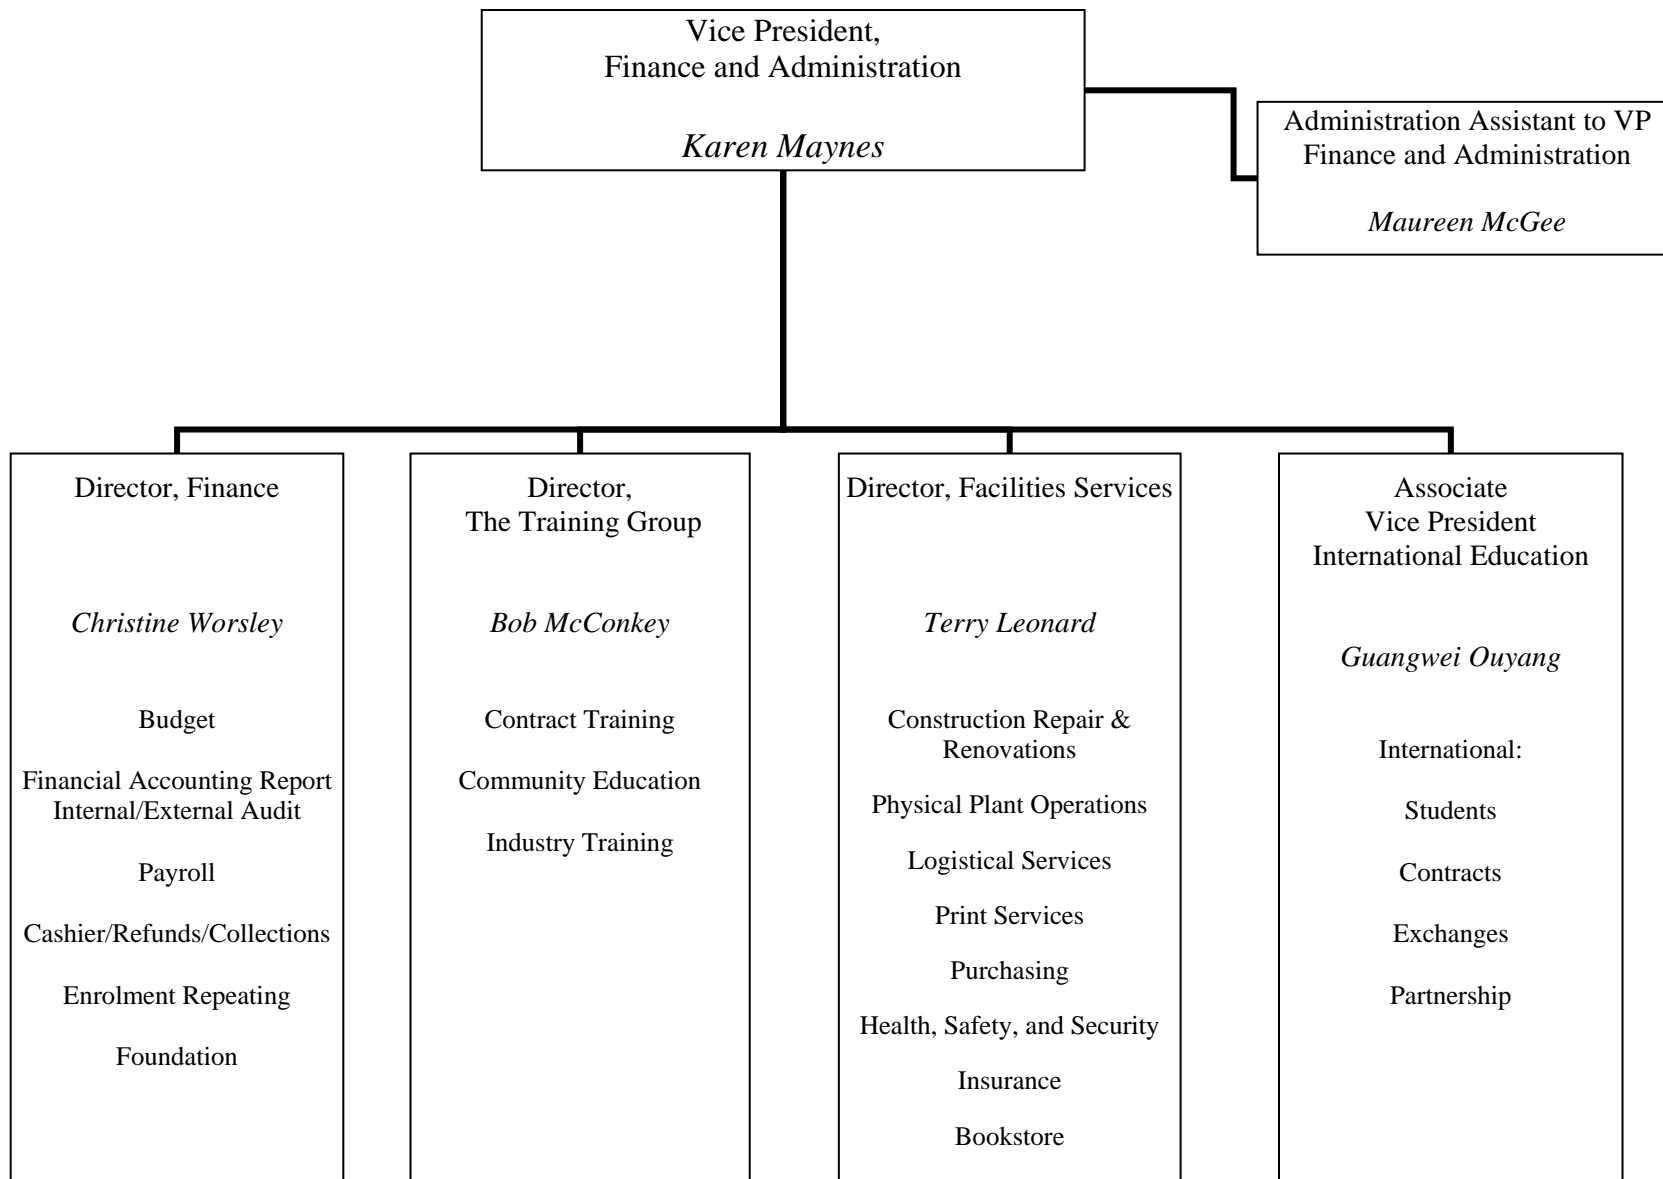 Vice President,
Finance and Administration
Karen Maynes
Administration Assistant to VP
Finance and Administration
Maureen McGee
Director, Finance
Christine Worsley
Budget
Financial Accounting Report
Internal/External Audit
Payroll
Cashier/Refunds/Collections
Enrolment Repeating
Foundation
Director,
The Training Group
Bob McConkey
Contract Training
Community Education
Industry Training
Director, Facilities Services
Terry Leonard
Construction Repair &
Renovations
Physical Plant Operations
Logistical Services
Print Services
Purchasing
Health, Safety, and Security
Insurance
Bookstore
Associate
Vice President
International Education
Guangwei Ouyang
International:
Students
Contracts
Exchanges
Partnership